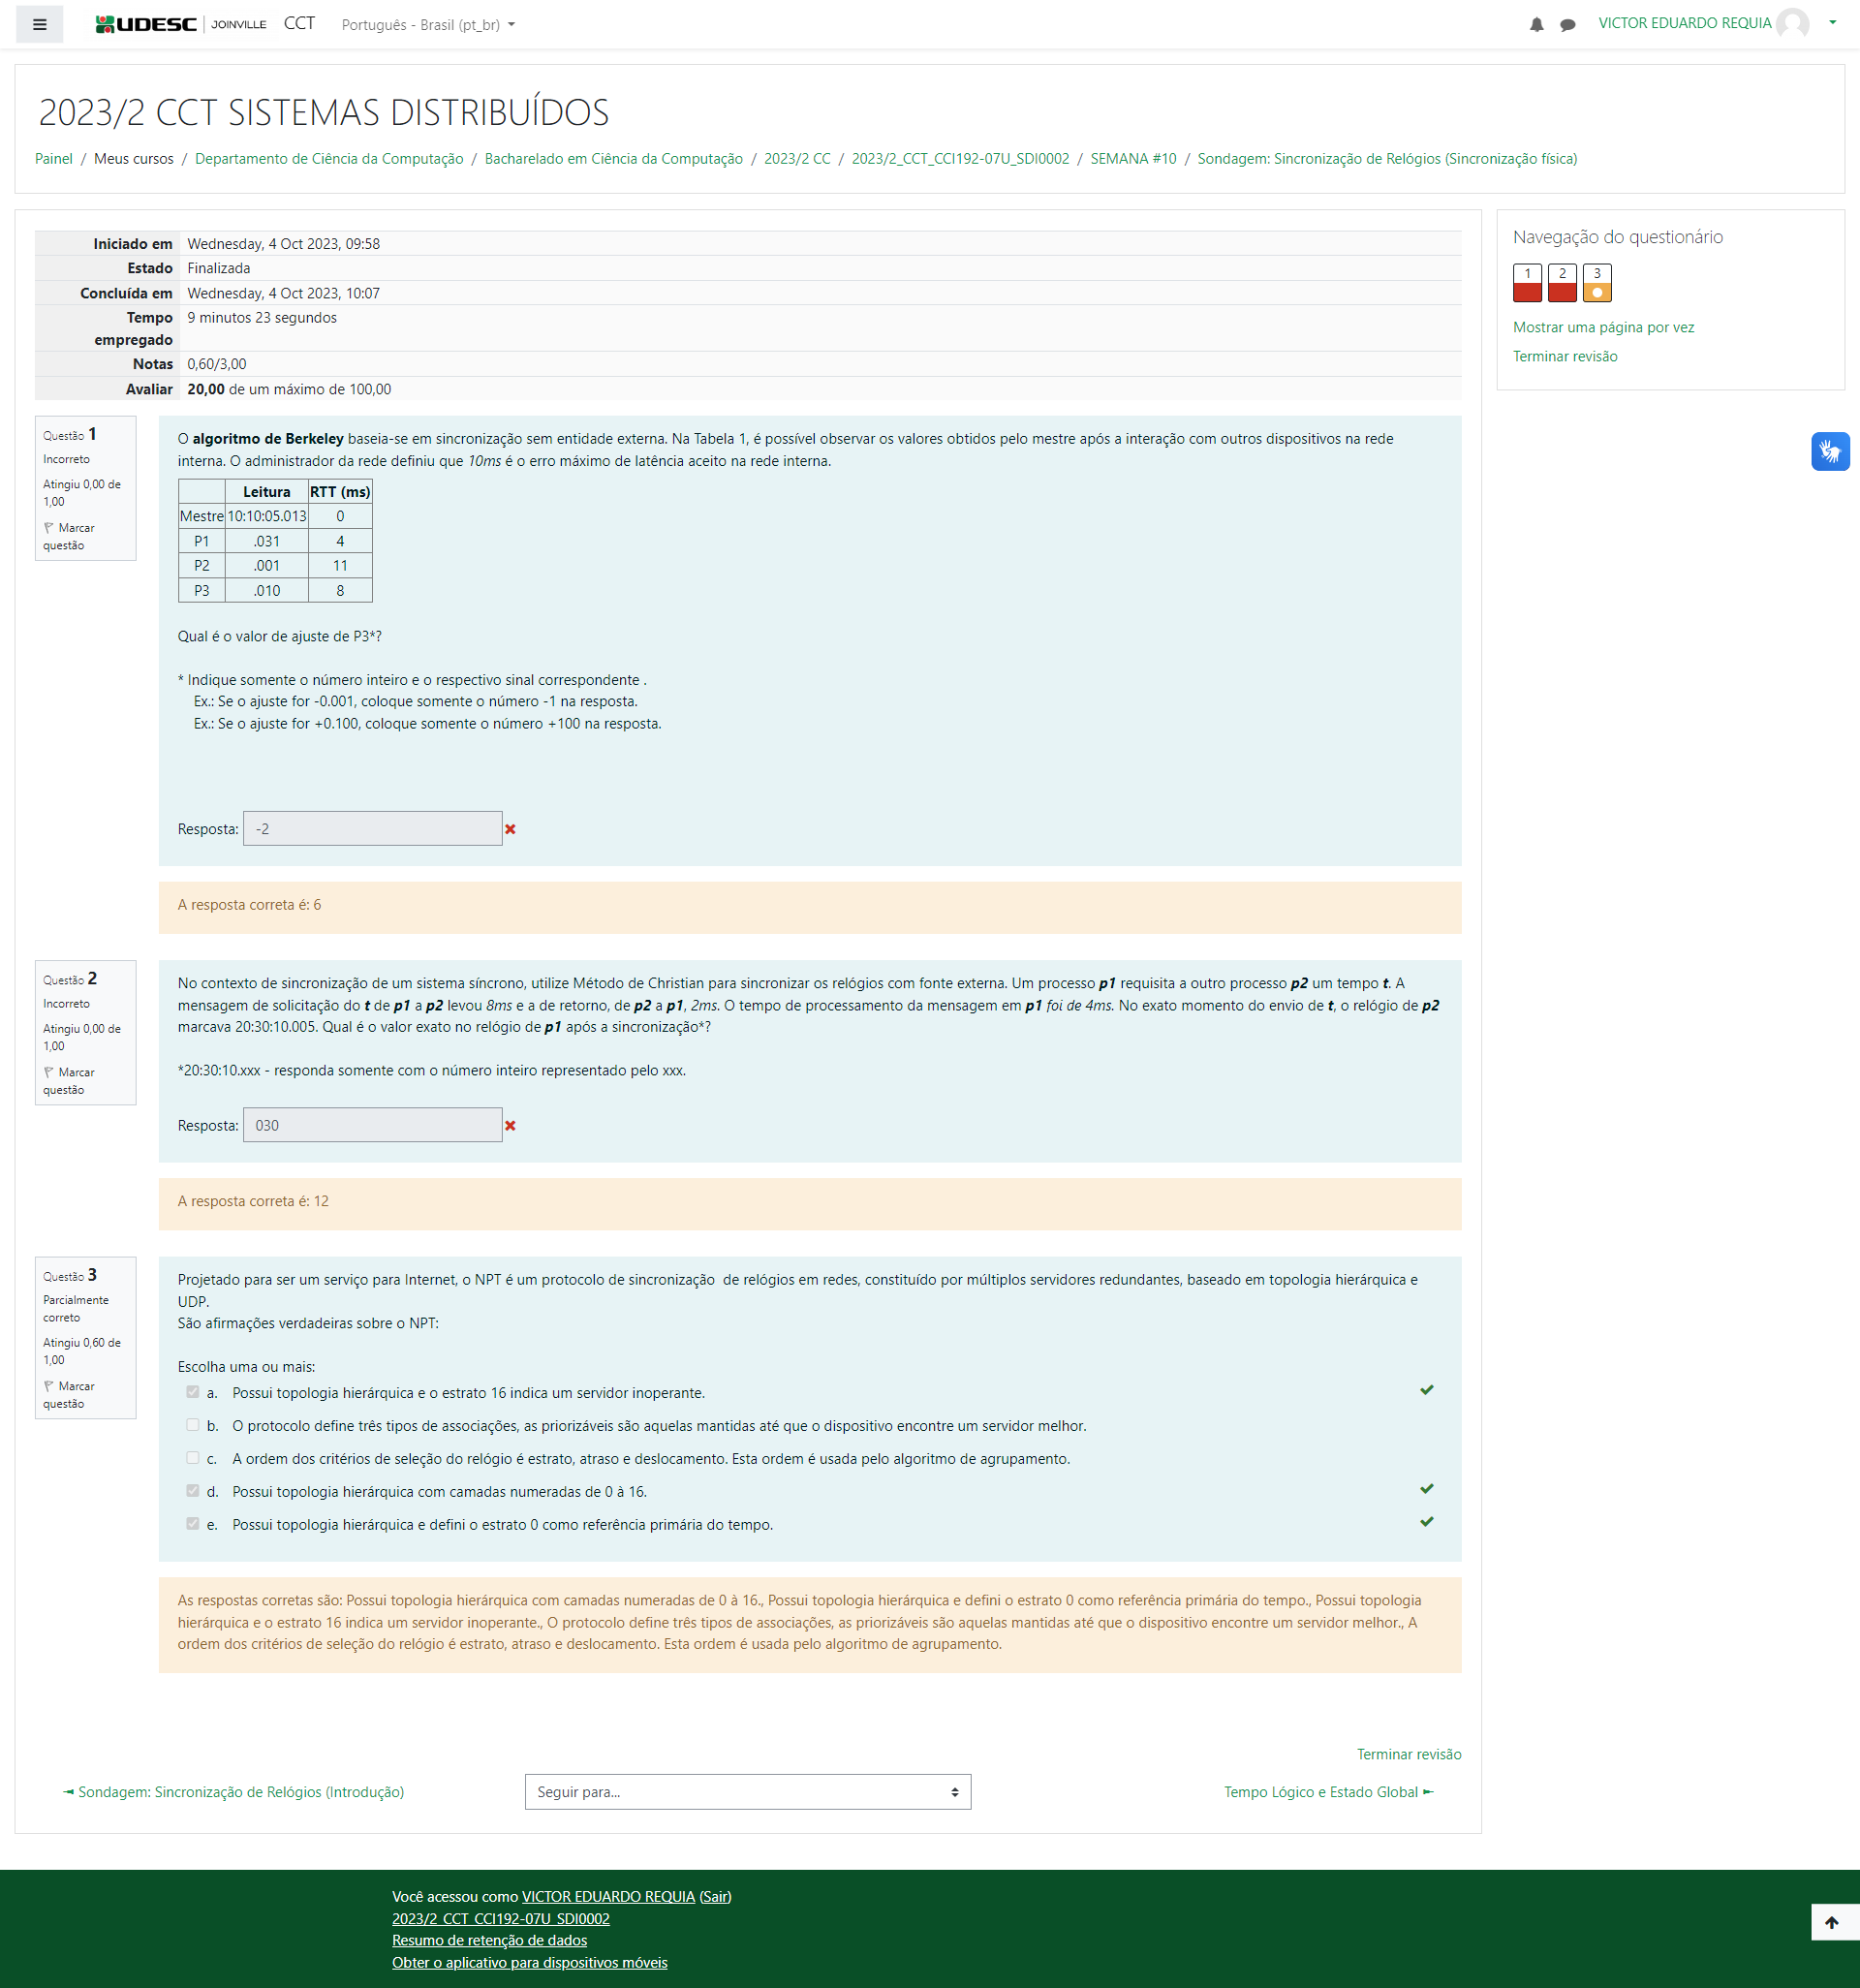 UDESC JOINVILLE CCT Português - Brasil (pt_br) VICTOR EDUARDO REQUIA
2023/2 CCT SISTEMAS DISTRIBUÍDOS
Painel / Meus cursos / Departamento de Ciência da Computação / Bacharelado em Ciência da Computação / 2023/2 CC / 2023/2_CCT_CCI192-07U_SDI0002 / SEMANA #10 / Sondagem: Sincronização de Relógios (Sincronização física)
Iniciado em Wednesday, 4 Oct 2023, 09:58
Estado Finalizada
Concluída em Wednesday, 4 Oct 2023, 10:07
Tempo 9 minutos 23 segundos
empregado
Notas 0,60/3,00
Avaliar 20,00 de um máximo de 100,00
Navegação do questionário
1 2 3
Mostrar uma página por vez
Terminar revisão
Questão 1
Incorreto
Atingiu 0,00 de
1,00
Marcar
questão
O algoritmo de Berkeley baseia-se em sincronização sem entidade externa. Na Tabela 1, é possível observar os valores obtidos pelo mestre após a interação com outros dispositivos na rede
interna. O administrador da rede definiu que 10ms é o erro máximo de latência aceito na rede interna.
Leitura RTT (ms)
Mestre 10:10:05.013 0
P1 .031 4
P2 .001 11
P3 .010 8
Qual é o valor de ajuste de P3*?
* Indique somente o número inteiro e o respectivo sinal correspondente .
Ex.: Se o ajuste for -0.001, coloque somente o número -1 na resposta.
Ex.: Se o ajuste for +0.100, coloque somente o número +100 na resposta.
Resposta: -2
A resposta correta é: 6
Questão 2
Incorreto
Atingiu 0,00 de
1,00
Marcar
questão
No contexto de sincronização de um sistema síncrono, utilize Método de Christian para sincronizar os relógios com fonte externa. Um processo p1 requisita a outro processo p2 um tempo t. A
mensagem de solicitação do t de p1 a p2 levou 8ms e a de retorno, de p2 a p1, 2ms. O tempo de processamento da mensagem em p1 foi de 4ms. No exato momento do envio de t, o relógio de p2
marcava 20:30:10.005. Qual é o valor exato no relógio de p1 após a sincronização*?
*20:30:10.xxx - responda somente com o número inteiro representado pelo xxx.
Resposta: 030
A resposta correta é: 12
Questão 3
Parcialmente
correto
Atingiu 0,60 de
1,00
Marcar
questão
Projetado para ser um serviço para Internet, o NPT é um protocolo de sincronização de relógios em redes, constituído por múltiplos servidores redundantes, baseado em topologia hierárquica e
UDP.
São afirmações verdadeiras sobre o NPT:
Escolha uma ou mais:
a. Possui topologia hierárquica e o estrato 16 indica um servidor inoperante.
b. O protocolo define três tipos de associações, as priorizáveis são aquelas mantidas até que o dispositivo encontre um servidor melhor.
c. A ordem dos critérios de seleção do relógio é estrato, atraso e deslocamento. Esta ordem é usada pelo algoritmo de agrupamento.
d. Possui topologia hierárquica com camadas numeradas de 0 à 16.
e. Possui topologia hierárquica e defini o estrato 0 como referência primária do tempo.
As respostas corretas são: Possui topologia hierárquica com camadas numeradas de 0 à 16., Possui topologia hierárquica e defini o estrato 0 como referência primária do tempo., Possui topologia
hierárquica e o estrato 16 indica um servidor inoperante., O protocolo define três tipos de associações, as priorizáveis são aquelas mantidas até que o dispositivo encontre um servidor melhor., A
ordem dos critérios de seleção do relógio é estrato, atraso e deslocamento. Esta ordem é usada pelo algoritmo de agrupamento.
Terminar revisão
◄ Sondagem: Sincronização de Relógios (Introdução)
Seguir para...
Tempo Lógico e Estado Global ►
Você acessou como VICTOR EDUARDO REQUIA (Sair)
2023/2_CCT_CCI192-07U_SDI0002
Resumo de retenção de dados
Obter o aplicativo para dispositivos móveis